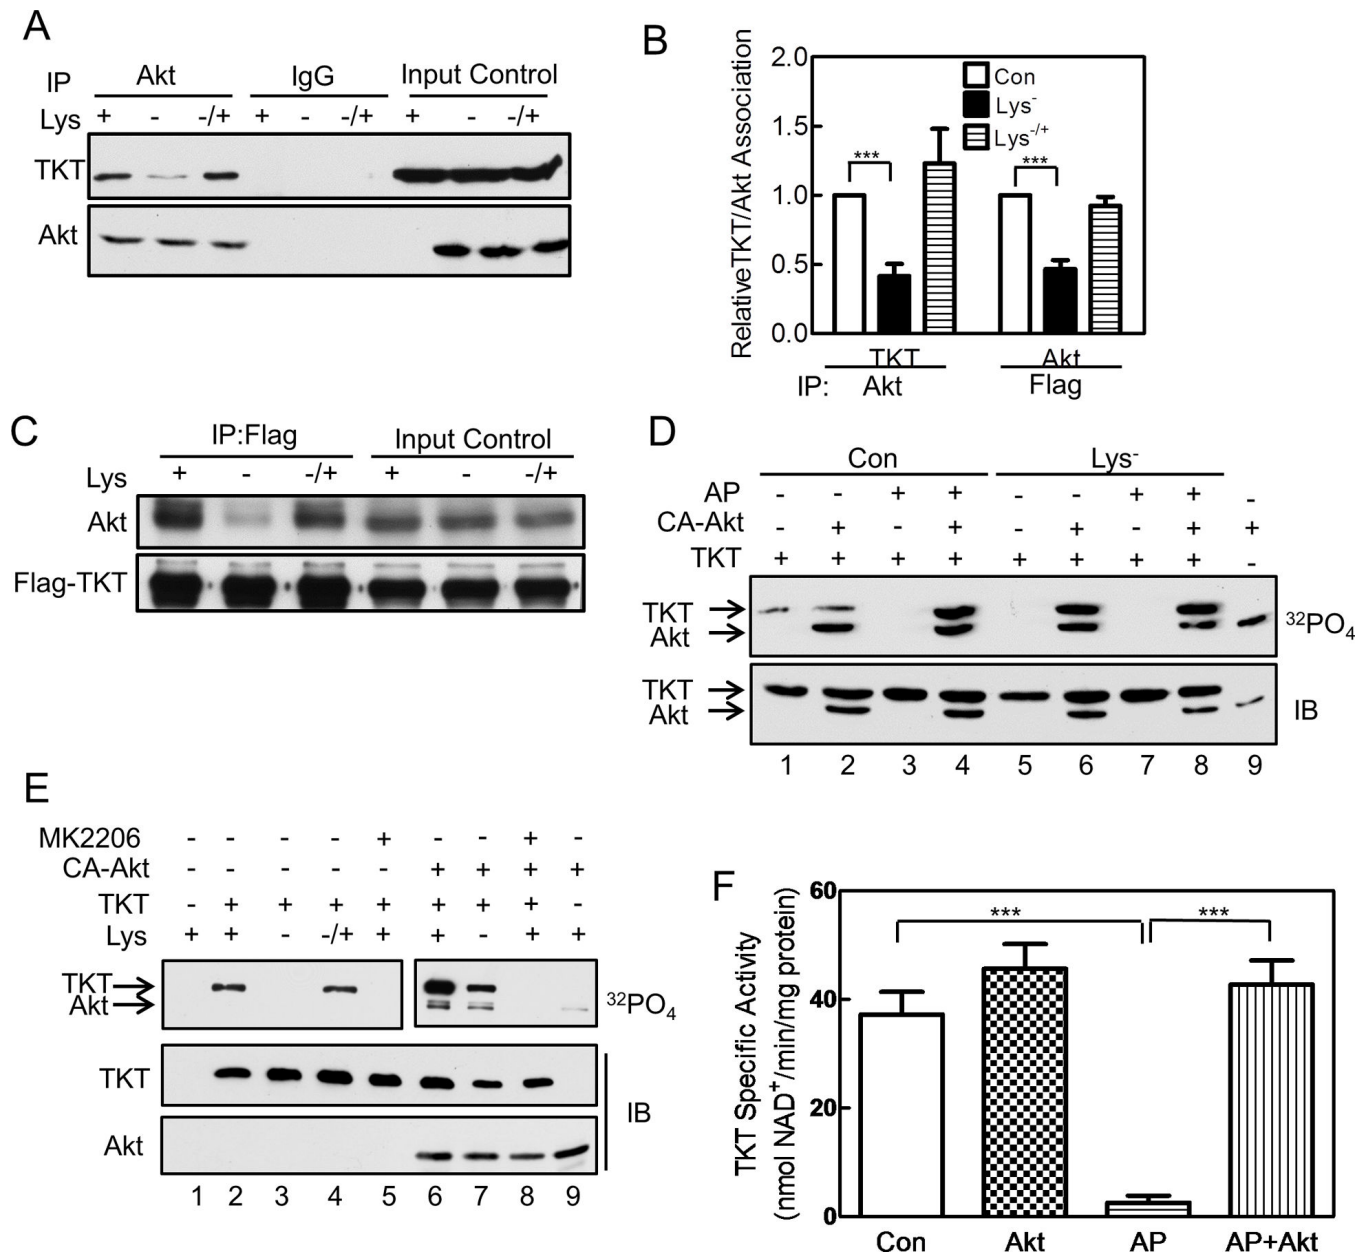 A
IP Akt IgG Input Control
Lys + - -/+ + - -/+ + - -/+
TKT
Akt
B
RelativeTKT/Akt Association
2.0
1.5
1.0
0.5
0.0
Con
Lys-
Lys-/+
***
***
TKT Akt
IP: Akt Flag
C
IP:Flag Input Control
Lys + - -/+ + - -/+
Akt
Flag-TKT
D
Con Lys-
AP - - + + - - + + -
CA-Akt - + - + - + - + +
TKT + + + + + + + + -
TKT
Akt
32PO4
TKT
Akt
IB
1 2 3 4 5 6 7 8 9
E
MK2206 - - - - + - - + -
CA-Akt - - - - - + + + +
TKT - + + + + + + + -
Lys + + - -/+ + + - + +
TKT
Akt
32PO4
TKT
Akt
IB
1 2 3 4 5 6 7 8 9
F
TKT Specific Activity
(nmol NAD+/min/mg protein)
60
40
20
0
***
***
Con Akt AP AP+Akt